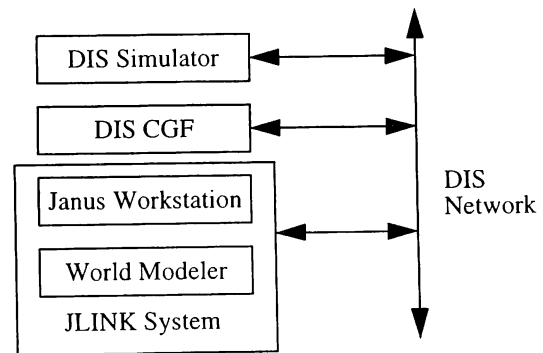 DIS Simulator
DIS CGF
Janus Workstation
World Modeler
JLINK System
DIS
Network